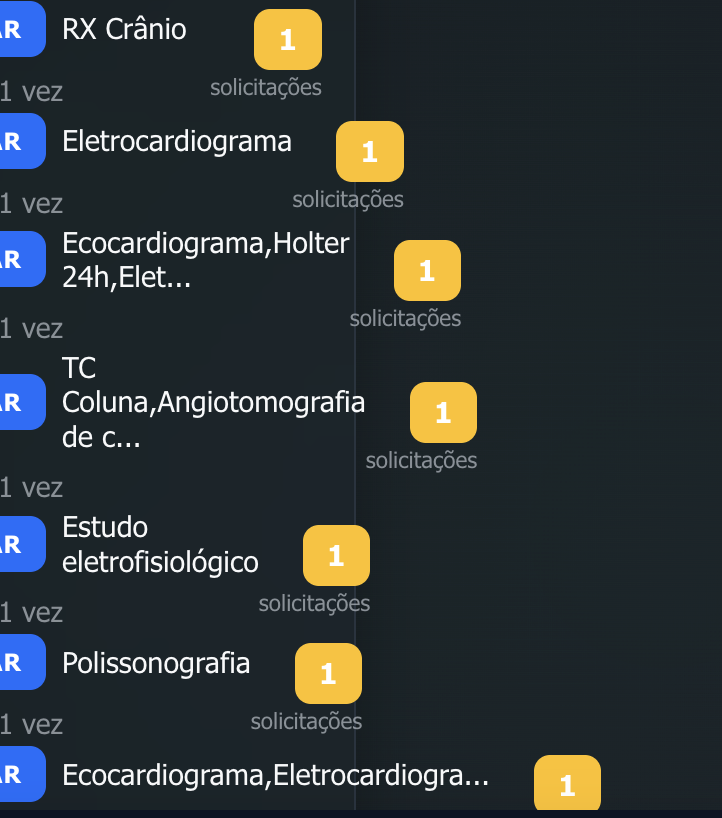 AR RX Crânio 1
solicitações
1 vez
AR Eletrocardiograma 1
solicitações
1 vez
Ecocardiograma,Holter
AR 24h,Elet... 1
solicitações
1 vez
TC
AR Coluna,Angiotomografia 1
de c...
solicitações
1 vez
Estudo
AR eletrofisiológico 1
solicitações
1 vez
AR Polissonografia 1
solicitações
1 vez
AR Ecocardiograma,Eletrocardiogra... 1